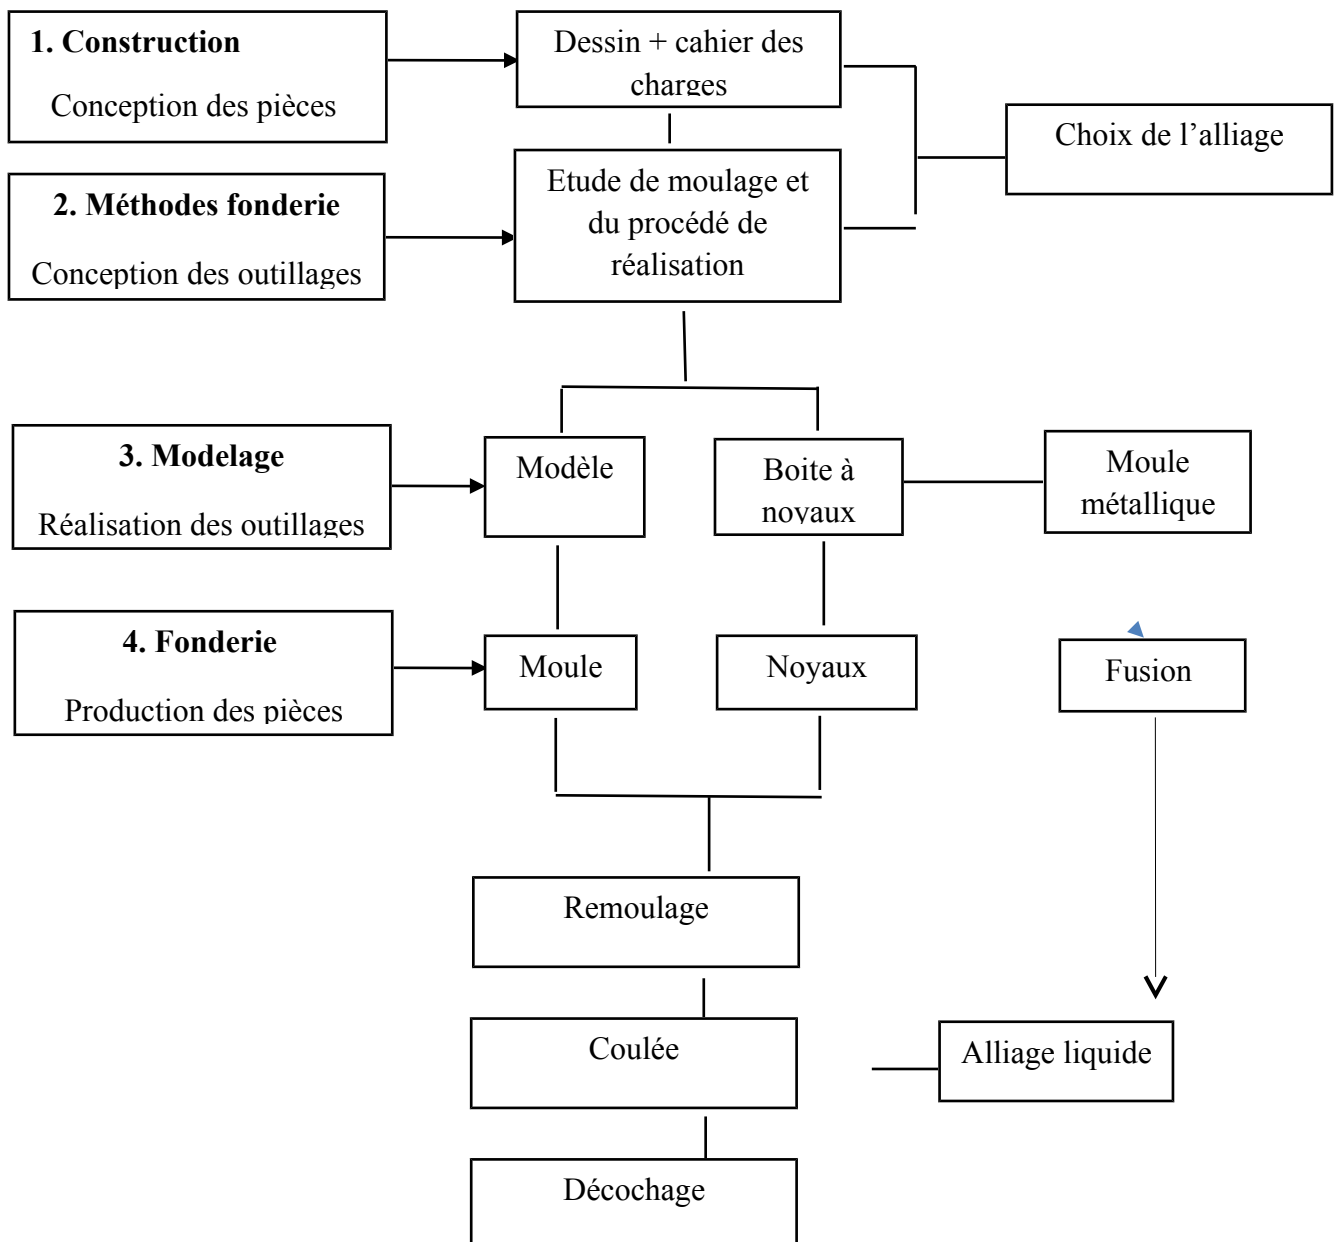 1. Construction
Conception des pièces
Dessin + cahier des
charges
Choix de l'alliage
2. Méthodes fonderie
Conception des outillages
Etude de moulage et
du procédé de
réalisation
3. Modelage
Réalisation des outillages
Modèle
Boite à
noyaux
Moule
métallique
4. Fonderie
Production des pièces
Moule
Noyaux
Fusion
Remoulage
Coulée
Alliage liquide
Décochage